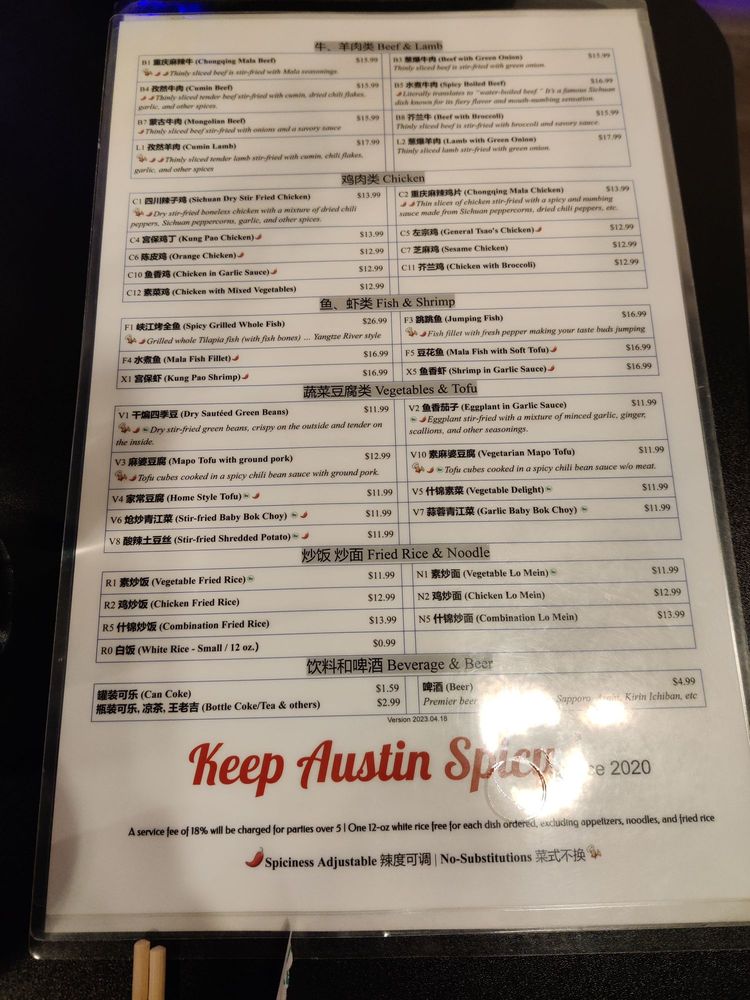 牛、羊肉类 Beef & Lamb
B1 重庆麻辣牛 (Chongqing Mala Beef) $15.99
Thinly sliced beef is stir-fried with Mala seasonings.
B3 葱爆牛肉 (Beef with Green Onion) $15.99
Thinly sliced beef is stir-fried with green onion.
B4 孜然牛肉 (Cumin Beef) $15.99
Thinly sliced tender beef stir-fried with cumin, dried chili flakes,
garlic, and other spices.
B5 水煮牛肉 (Spicy Boiled Beef) $16.99
Literally translates to "water-boiled beef." It's a famous Sichuan
dish known for its fiery flavor and mouth-numbing sensation.
B7 蒙古牛肉 (Mongolian Beef) $15.99
Thinly sliced beef stir-fried with onions and a savory sauce
B8 芥兰牛 (Beef with Broccoli) $15.99
Thinly sliced beef is stir-fried with broccoli and savory sauce.
L1 孜然羊肉 (Cumin Lamb) $17.99
Thinly sliced tender lamb stir-fried with cumin, chili flakes,
garlic, and other spices
L2 葱爆羊肉 (Lamb with Green Onion) $17.99
Thinly sliced lamb stir-fried with green onion.
鸡肉类 Chicken
C1 四川辣子鸡 (Sichuan Dry Stir Fried Chicken) $13.99
Dry stir-fried boneless chicken with a mixture of dried chili
peppers, Sichuan peppercorns, garlic, and other spices.
C2 重庆麻辣鸡片 (Chongqing Mala Chicken) $13.99
Thin slices of chicken stir-fried with a spicy and numbing
sauce made from Sichuan peppercorns, dried chili peppers, etc.
C4 宫保鸡丁 (Kung Pao Chicken) $13.99
C5 左宗鸡 (General Tsao's Chicken) $12.99
C6 陈皮鸡 (Orange Chicken) $12.99
C7 芝麻鸡 (Sesame Chicken) $12.99
C10 鱼香鸡 (Chicken in Garlic Sauce) $12.99
C11 芥兰鸡 (Chicken with Broccoli) $12.99
C12 素菜鸡 (Chicken with Mixed Vegetables) $12.99
鱼、虾类 Fish & Shrimp
F1 峡江烤全鱼 (Spicy Grilled Whole Fish) $26.99
Grilled whole Tilapia fish (with fish bones) ... Yangtze River style
F3 跳跳鱼 (Jumping Fish) $16.99
Fish fillet with fresh pepper making your taste buds jumping
F4 水煮鱼 (Mala Fish Fillet) $16.99
F5 豆花鱼 (Mala Fish with Soft Tofu) $16.99
X1 宫保虾 (Kung Pao Shrimp) $16.99
X5 鱼香虾 (Shrimp in Garlic Sauce) $16.99
蔬菜豆腐类 Vegetables & Tofu
V1 干煸四季豆 (Dry Sautéed Green Beans) $11.99
Dry stir-fried green beans, crispy on the outside and tender on
the inside.
V2 鱼香茄子 (Eggplant in Garlic Sauce) $11.99
Eggplant stir-fried with a mixture of minced garlic, ginger,
scallions, and other seasonings.
V3 麻婆豆腐 (Mapo Tofu with ground pork) $12.99
Tofu cubes cooked in a spicy chili bean sauce with ground pork.
V10 素麻婆豆腐 (Vegetarian Mapo Tofu) $11.99
Tofu cubes cooked in a spicy chili bean sauce w/o meat.
V4 家常豆腐 (Home Style Tofu) $11.99
V5 什锦素菜 (Vegetable Delight) $11.99
V6 炝炒青江菜 (Stir-fried Baby Bok Choy) $11.99
V7 蒜蓉青江菜 (Garlic Baby Bok Choy) $11.99
V8 酸辣土豆丝 (Stir-fried Shredded Potato) $11.99
炒饭 炒面 Fried Rice & Noodle
R1 素炒饭 (Vegetable Fried Rice) $11.99
N1 素炒面 (Vegetable Lo Mein) $11.99
R2 鸡炒饭 (Chicken Fried Rice) $12.99
N2 鸡炒面 (Chicken Lo Mein) $12.99
R5 什锦炒饭 (Combination Fried Rice) $13.99
N5 什锦炒面 (Combination Lo Mein) $13.99
R0 白饭 (White Rice - Small / 12 oz.) $0.99
饮料和啤酒 Beverage & Beer
罐装可乐 (Can Coke) $1.59
瓶装可乐, 凉茶, 王老吉 (Bottle Coke/Tea & others) $2.99
啤酒 (Beer) $4.99
Premier beer Sapporo, Kirin Ichiban, etc
Version 2023.04.18
Keep Austin Spicy 2020
A service fee of 18% will be charged for parties over 5 | One 12-oz white rice free for each dish ordered, excluding appetizers, noodles, and fried rice
Spiciness Adjustable 辣度可调 | No-Substitutions 菜式不换